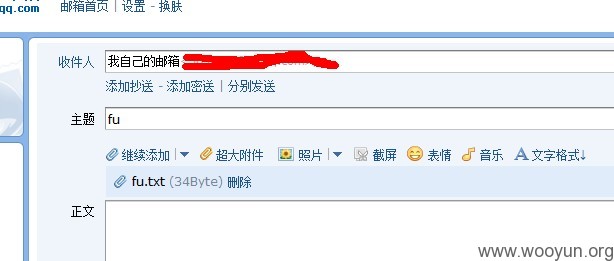 qq.com 邮箱首页 | 设置 - 换肤
收件人 我自己的邮箱
添加抄送 - 添加密送 | 分别发送
主题 fu
继续添加 | 超大附件 照片 | 截屏 表情 音乐 A 文字格式↓
fu.txt (34Byte) 删除
正文
www.wooyun.org